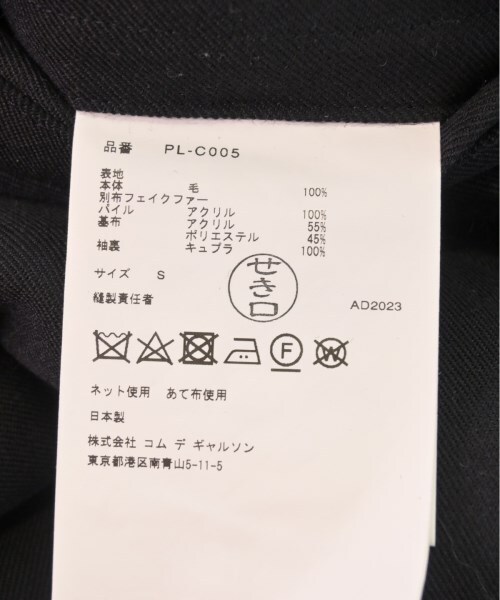 品番 PL-C005
表地
本体 毛 100%
別布フェイクファー
パイル アクリル 100%
基布 アクリル 55%
ポリエステル 45%
袖裏 キュプラ 100%
サイズ S
縫製責任者
せき口
AD2023
F
W
ネット使用 あて布使用
日本製
株式会社 コム デ ギャルソン
東京都港区南青山5-11-5